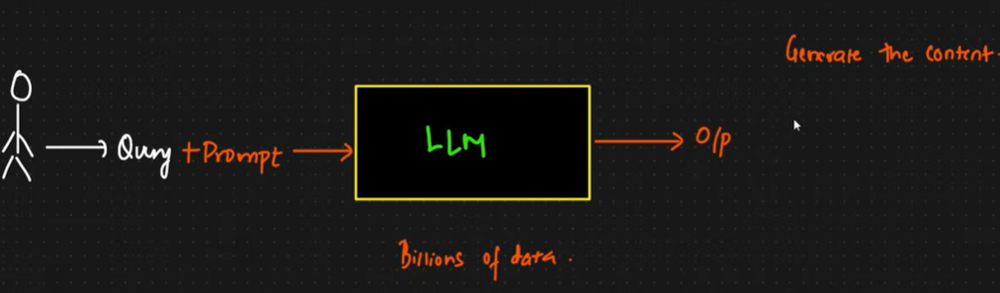 Generate the content.
Query + Prompt
LLM
O/p
Billions of data.